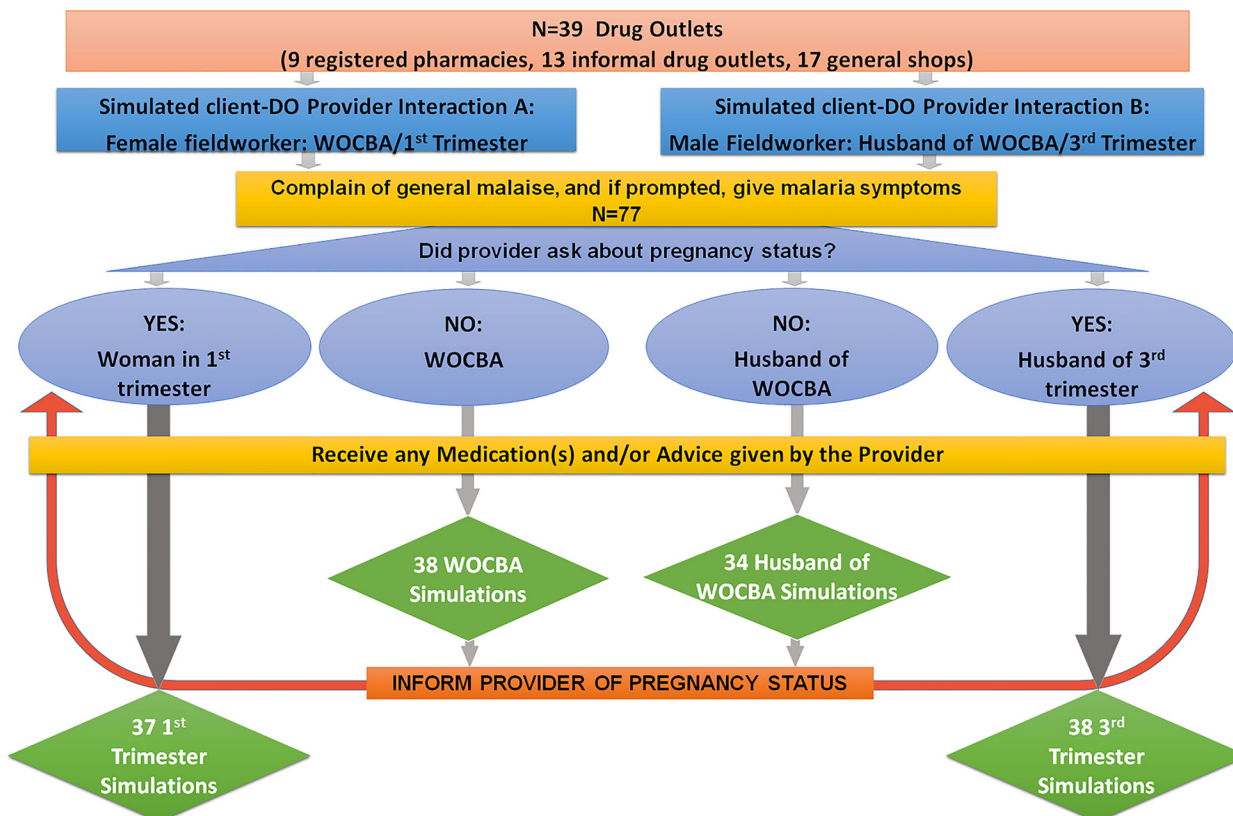 N=39 Drug Outlets
(9 registered pharmacies, 13 informal drug outlets, 17 general shops)
Simulated client-DO Provider Interaction A:
Female fieldworker: WOCBA/1st Trimester
Simulated client-DO Provider Interaction B:
Male Fieldworker: Husband of WOCBA/3rd Trimester
Complain of general malaise, and if prompted, give malaria symptoms
N=77
Did provider ask about pregnancy status?
YES:
Woman in 1st
trimester
NO:
WOCBA
NO:
Husband of
WOCBA
YES:
Husband of 3rd
trimester
Receive any Medication(s) and/or Advice given by the Provider
38 WOCBA
Simulations
34 Husband of
WOCBA Simulations
INFORM PROVIDER OF PREGNANCY STATUS
37 1st
Trimester
Simulations
38 3rd
Trimester
Simulations